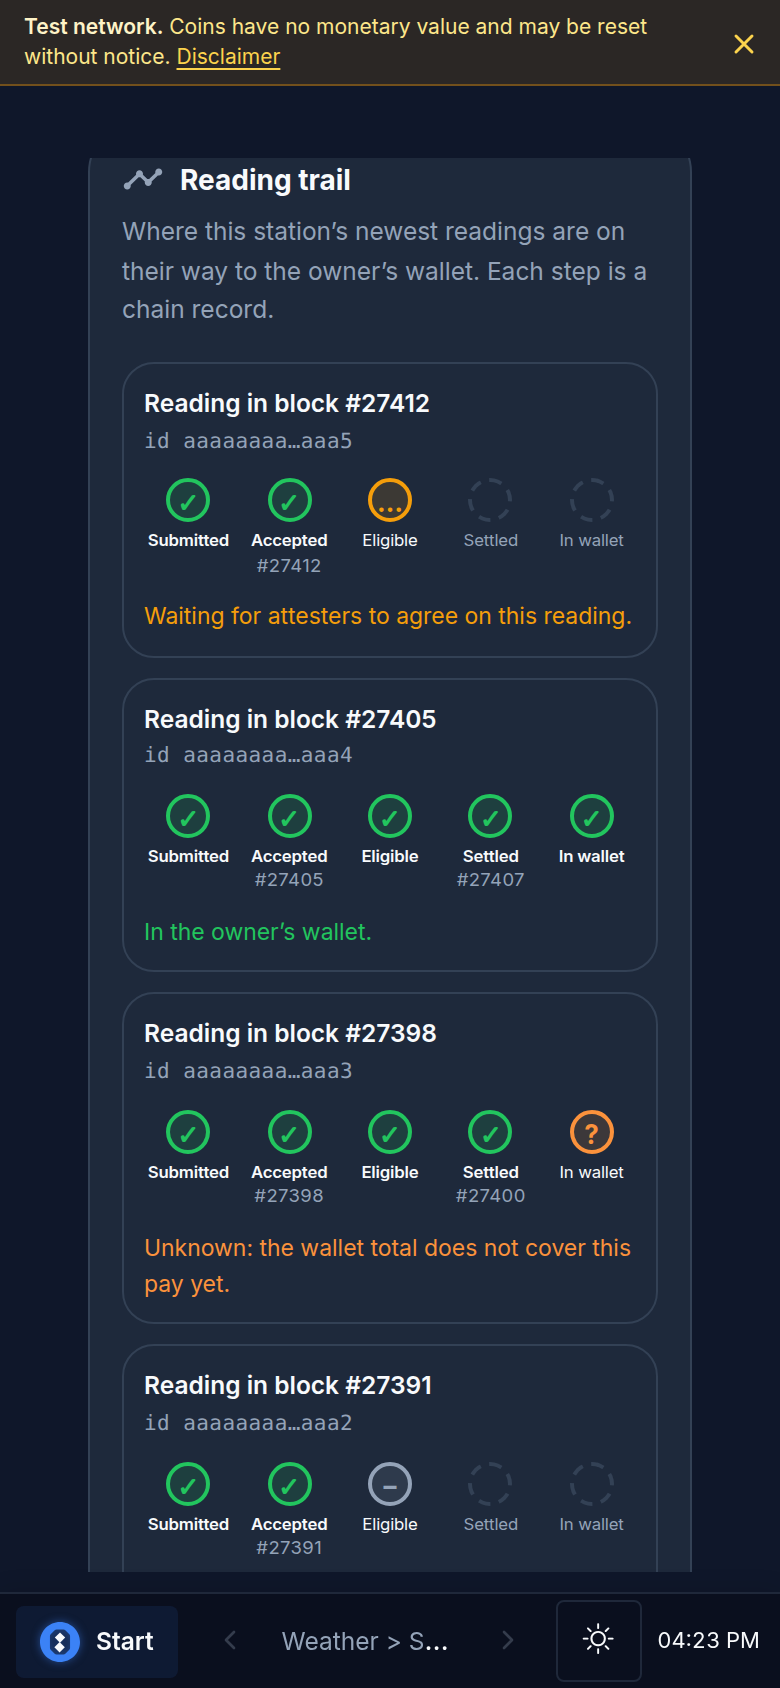 Test network. Coins have no monetary value and may be reset
without notice. Disclaimer
Reading trail
Where this station’s newest readings are on
their way to the owner’s wallet. Each step is a
chain record.
Reading in block #27412
id aaaaaaaa…aaa5
Submitted Accepted Eligible Settled In wallet
#27412
Waiting for attesters to agree on this reading.
Reading in block #27405
id aaaaaaaa…aaa4
Submitted Accepted Eligible Settled In wallet
#27405 #27407
In the owner’s wallet.
Reading in block #27398
id aaaaaaaa…aaa3
?
Submitted Accepted Eligible Settled In wallet
#27398 #27400
Unknown: the wallet total does not cover this
pay yet.
Reading in block #27391
id aaaaaaaa…aaa2
Submitted Accepted Eligible Settled In wallet
#27391
Start Weather > S... 04:23 PM